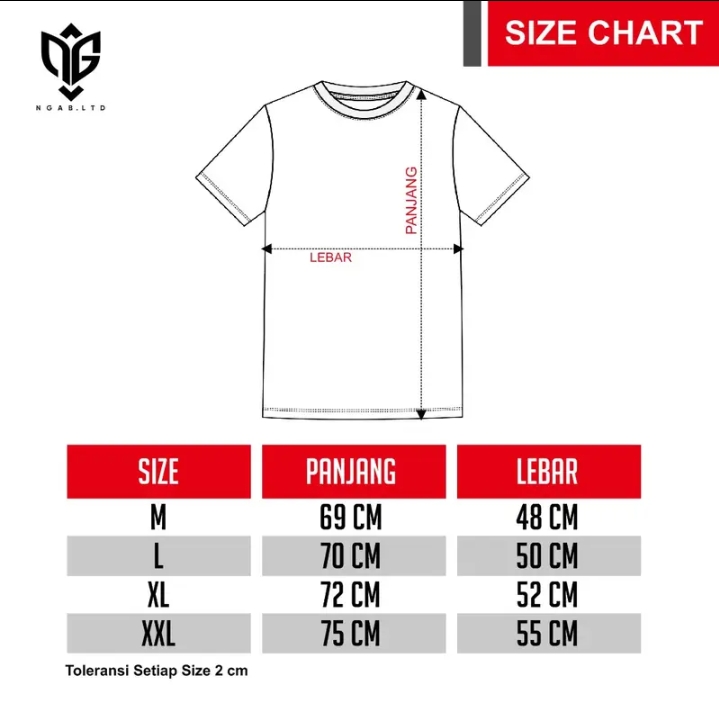 SIZE CHART
NGAB.LTD
PANJANG
LEBAR
SIZE PANJANG LEBAR
M 69 CM 48 CM
L 70 CM 50 CM
XL 72 CM 52 CM
XXL 75 CM 55 CM
Toleransi Setiap Size 2 cm